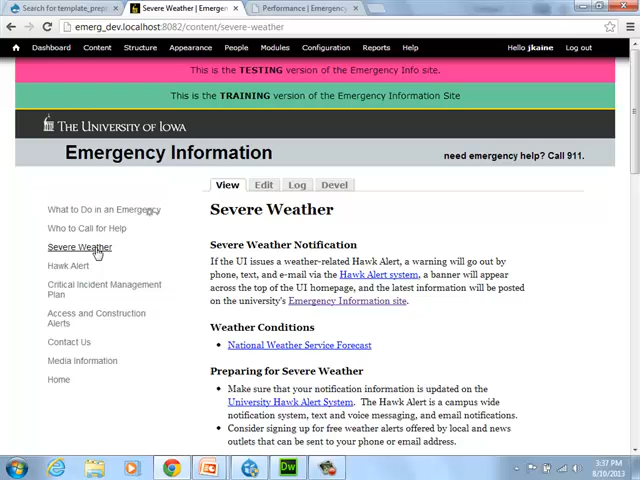 Search for template_prep
Severe Weather | Emergen
Performance | Emergency
emerg_dev.localhost:8082/content/severe-weather
Dashboard Content Structure Appearance People Modules Configuration Reports Help Hello jkaine Log out
This is the TESTING version of the Emergency Info site.
This is the TRAINING version of the Emergency Information Site
THE UNIVERSITY OF IOWA
Emergency Information
need emergency help? Call 911.
What to Do in an Emergency
Who to Call for Help
Severe Weather
Hawk Alert
Critical Incident Management
Plan
Access and Construction
Alerts
Contact Us
Media Information
Home
View Edit Log Devel
Severe Weather
Severe Weather Notification
If the UI issues a weather-related Hawk Alert, a warning will go out by
phone, text, and e-mail via the Hawk Alert system, a banner will appear
across the top of the UI homepage, and the latest information will be
posted on the university's Emergency Information site.
Weather Conditions
National Weather Service Forecast
Preparing for Severe Weather
Make sure that your notification information is updated on the
University Hawk Alert System. The Hawk Alert is a campus wide
notification system, text and voice messaging, and email notifications.
Consider signing up for free weather alerts offered by local and news
outlets that can be sent to your phone or email address.
Dw
3:37 PM
8/10/2013